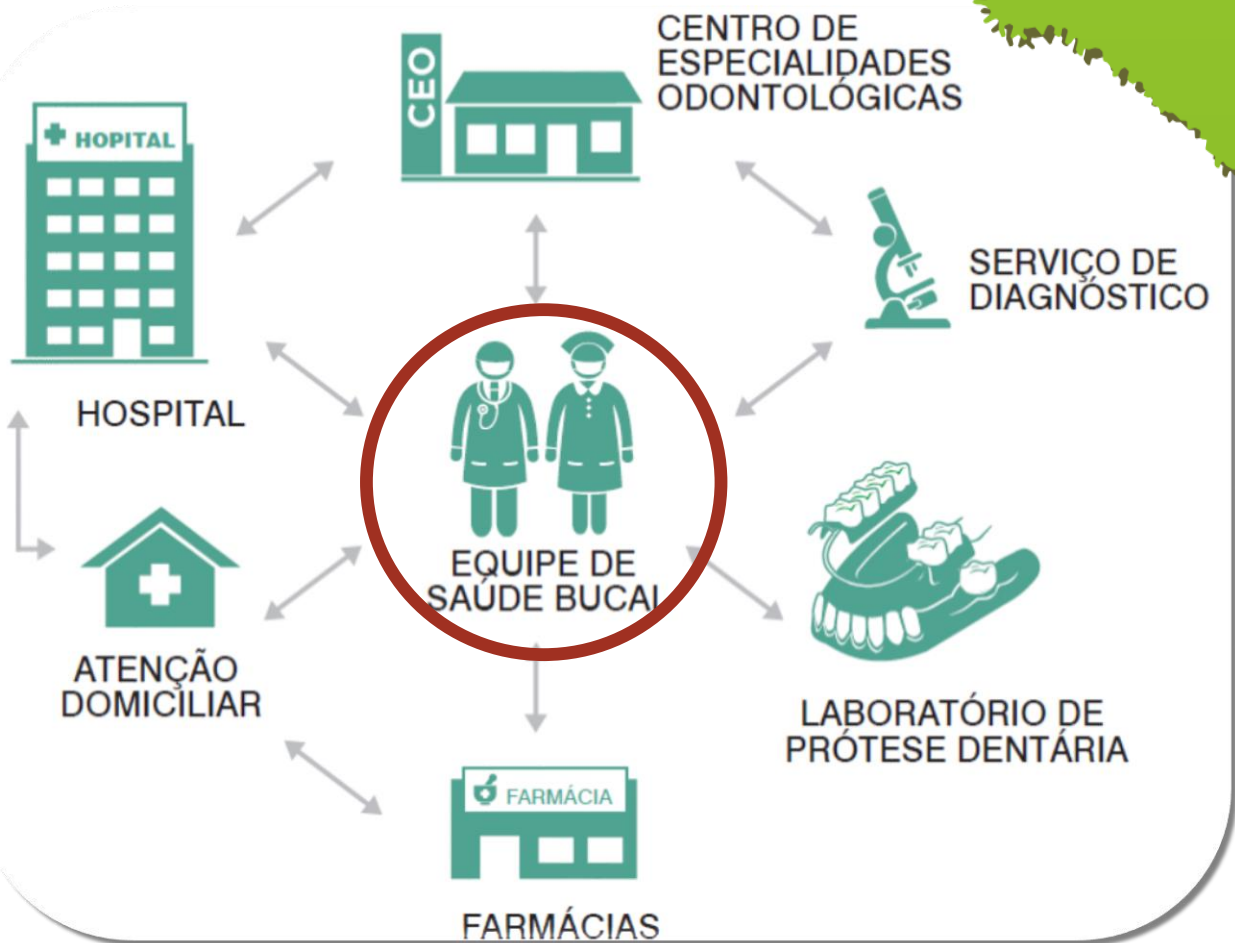 CENTRO DE
ESPECIALIDADES
ODONTOLÓGICAS
CEO
HOPITAL
HOSPITAL
SERVIÇO DE
DIAGNÓSTICO
EQUIPE DE
SAÚDE BUCAL
ATENÇÃO
DOMICILIAR
LABORATÓRIO DE
PRÓTESE DENTÁRIA
FARMÁCIA
FARMÁCIAS